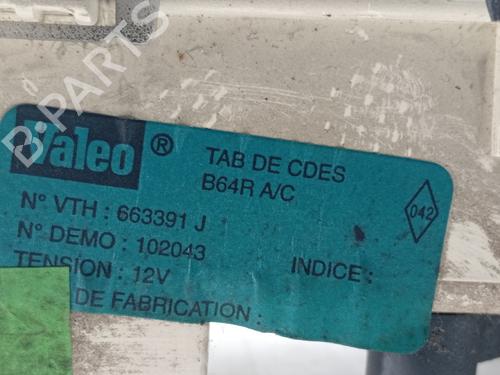 Valeo ®
TAB DE CDES
B64R A/C
042
N° VTH : 663391 J
N° DEMO : 102043
TENSION : 12V
INDICE :
DE FABRICATION :
B-PARTS